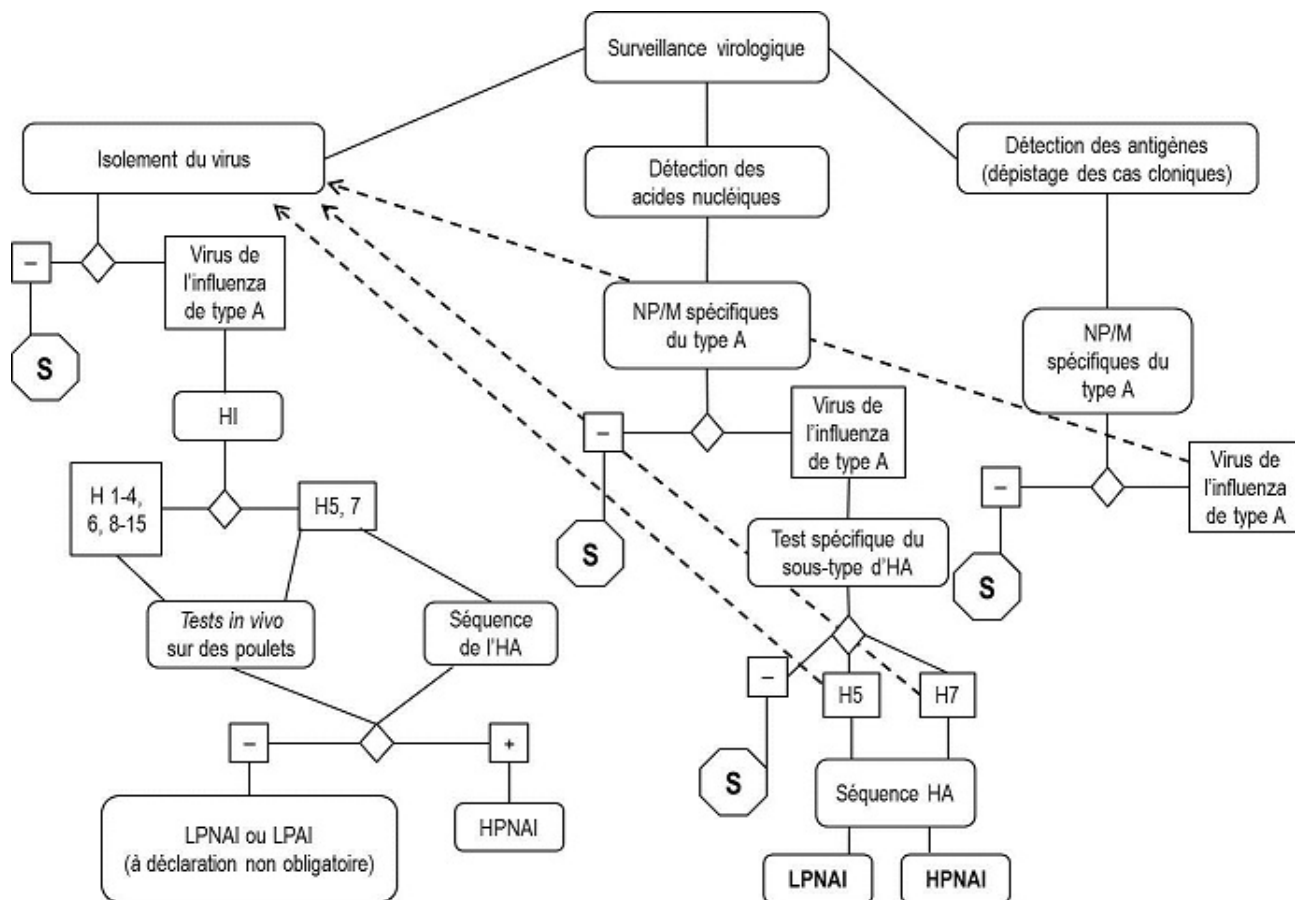 Surveillance virologique
Isolement du virus
Détection des
acides nucléiques
Détection des antigènes
(dépistage des cas cloniques)
–
Virus de
l'influenza
de type A
S
NP/M spécifiques
du type A
NP/M
spécifiques du
type A
HI
–
Virus de
l'influenza
de type A
–
Virus de
l'influenza
de type A
H 1-4,
6, 8-15
H5, 7
S
Test spécifique du
sous-type d'HA
S
Tests in vivo
sur des poulets
Séquence
de l'HA
–
H5
H7
–
+
S
Séquence HA
LPNAI ou LPAI
(à déclaration non obligatoire)
HPNAI
LPNAI
HPNAI